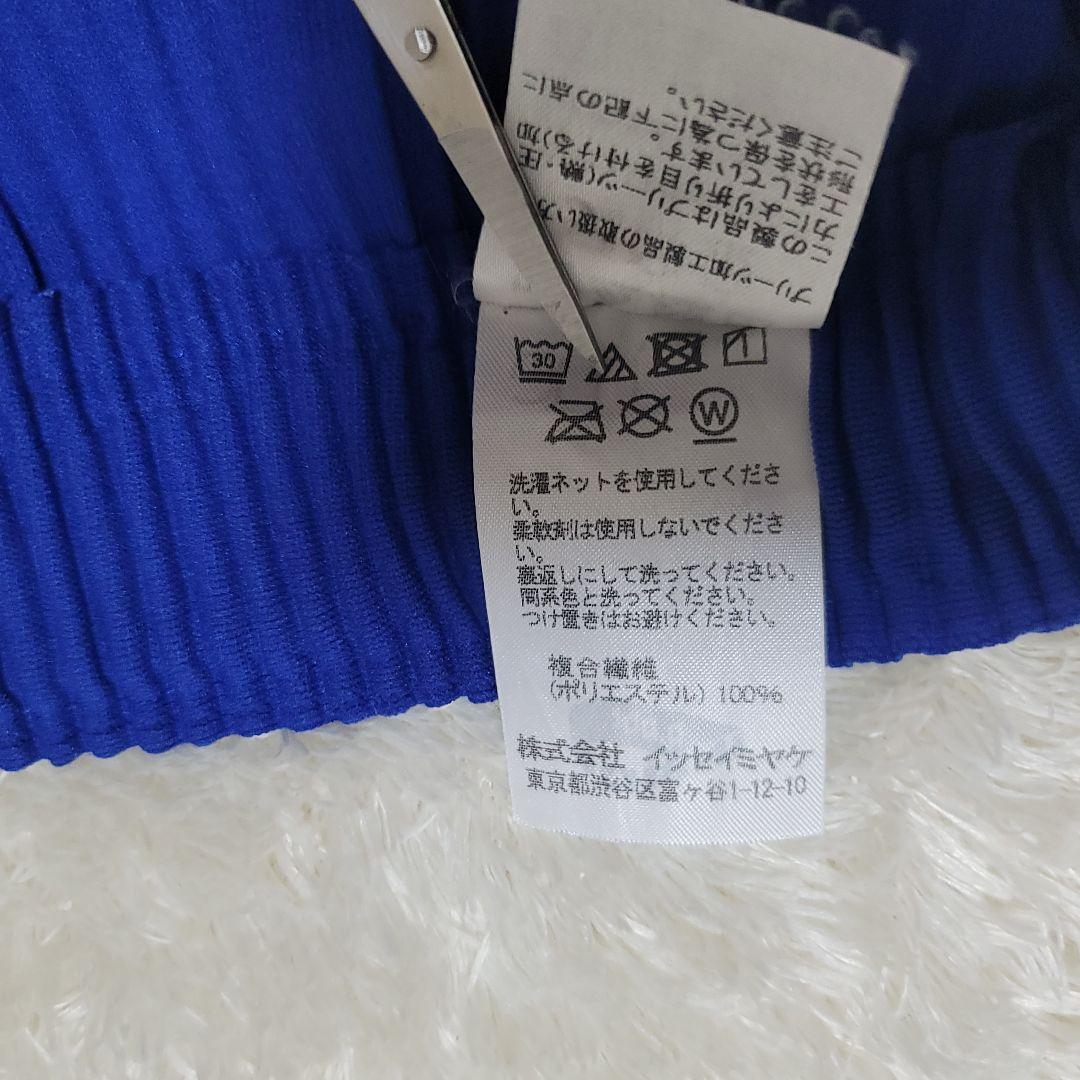 プリーツ加工製品の取扱い方
この製品はプリーツ(熱・圧
力により折り目を付ける)加
工をしています。
形状を保つ為に下記の点に
ご注意ください。
30
W
洗濯ネットを使用してくださ
い。
柔軟剤は使用しないでくださ
い。
裏返しにして洗ってください。
同系色と洗ってください。
つけ置きはお避けください。
複合繊維
(ポリエステル) 100%
株式会社 イッセイミヤケ
東京都渋谷区富ヶ谷1-12-10